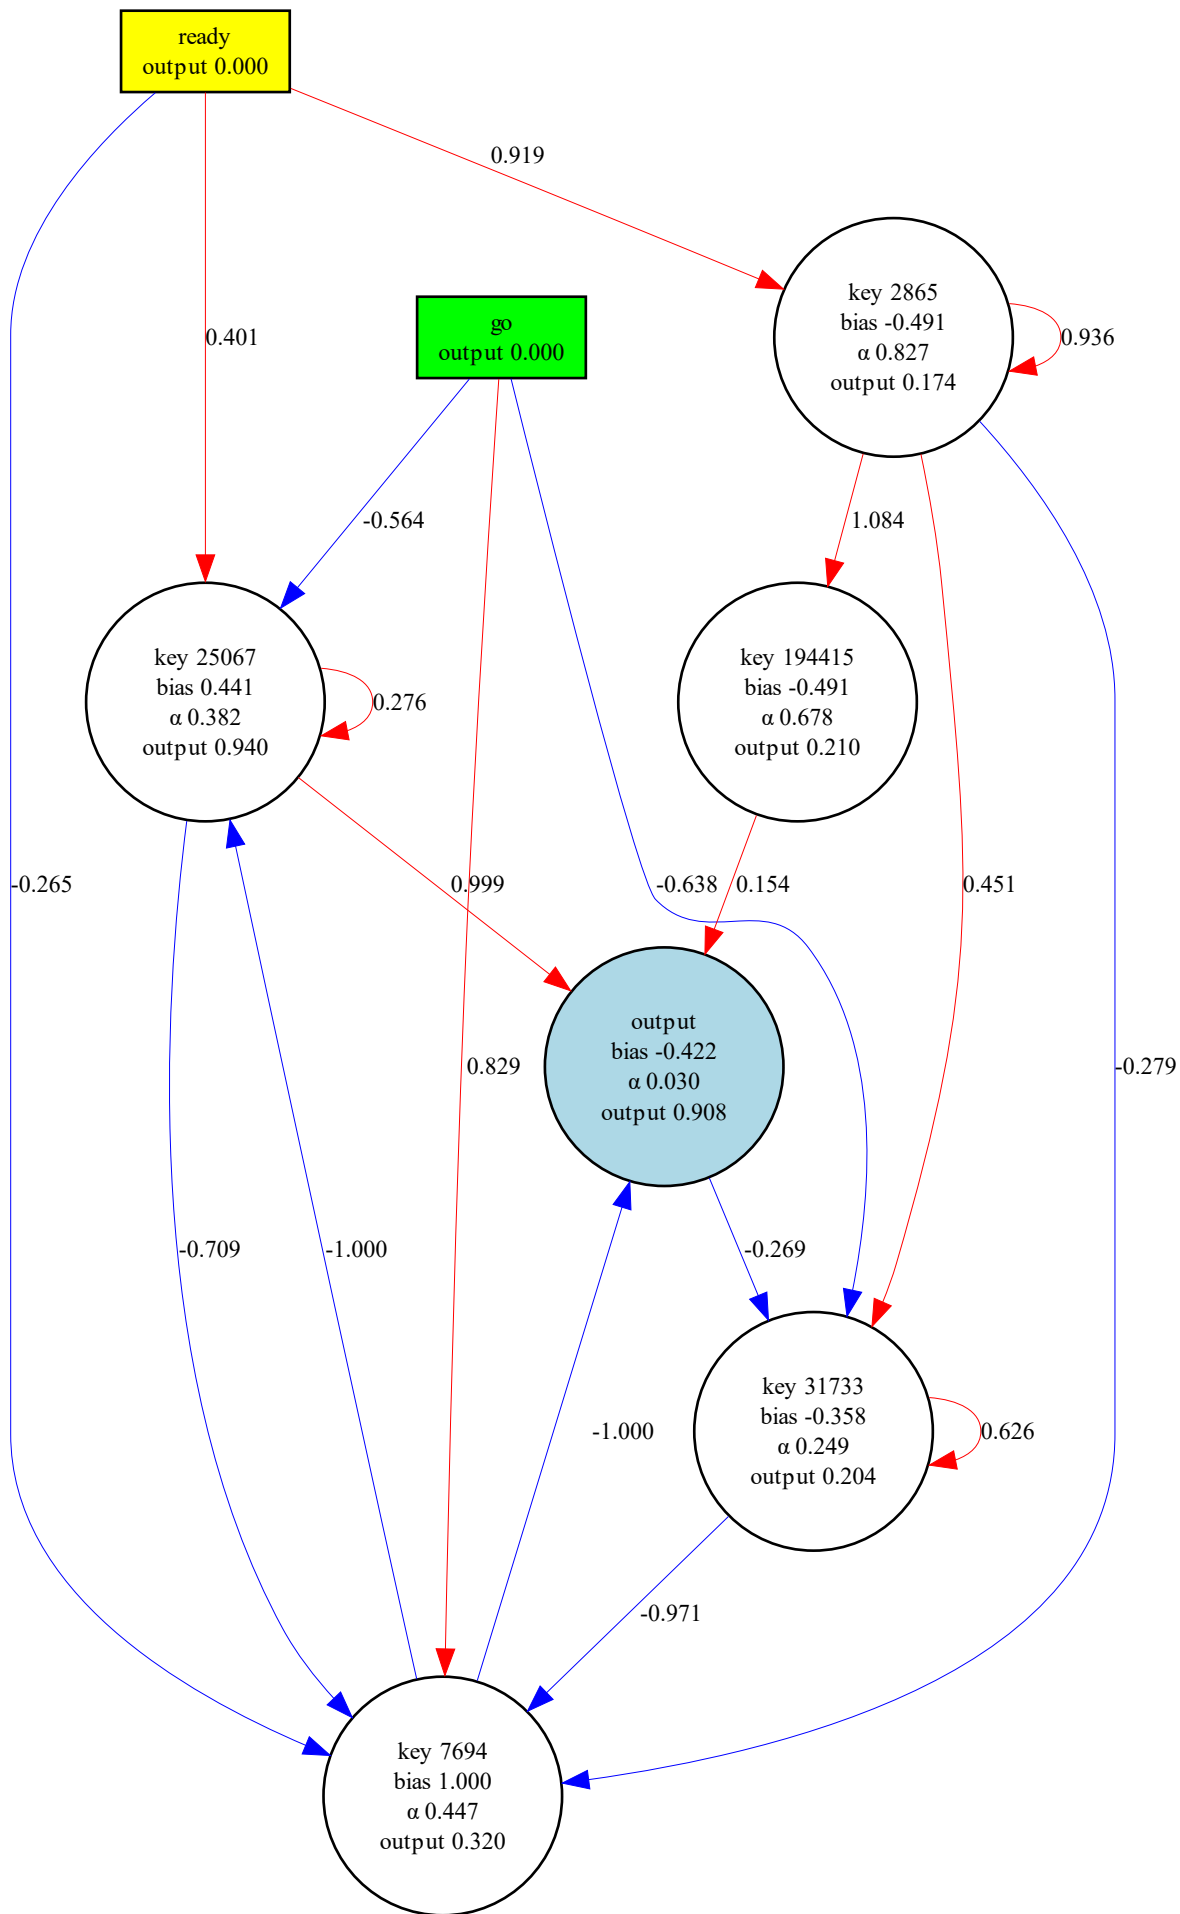 ready
output 0.000
0.919
key 2865
bias -0.491
α 0.827
output 0.174
0.936
go
output 0.000
0.401
-0.564
1.084
key 25067
bias 0.441
α 0.382
output 0.940
0.276
key 194415
bias -0.491
α 0.678
output 0.210
-0.265
0.999
-0.638
0.154
0.451
output
bias -0.422
α 0.030
output 0.908
0.829
-0.279
-0.709
-1.000
-0.269
key 31733
bias -0.358
α 0.249
output 0.204
-1.000
0.626
-0.971
key 7694
bias 1.000
α 0.447
output 0.320